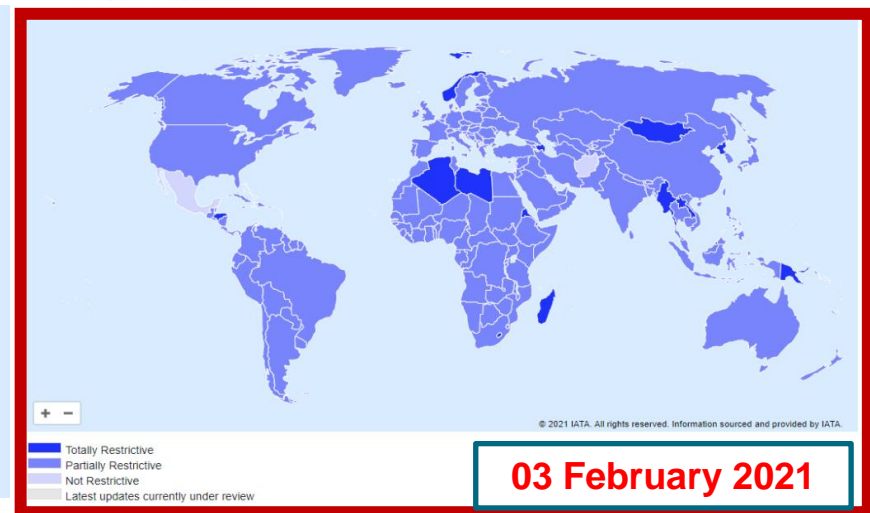 + −
© 2021 IATA. All rights reserved. Information sourced and provided by IATA.
Totally Restrictive
Partially Restrictive
Not Restrictive
Latest updates currently under review
03 February 2021